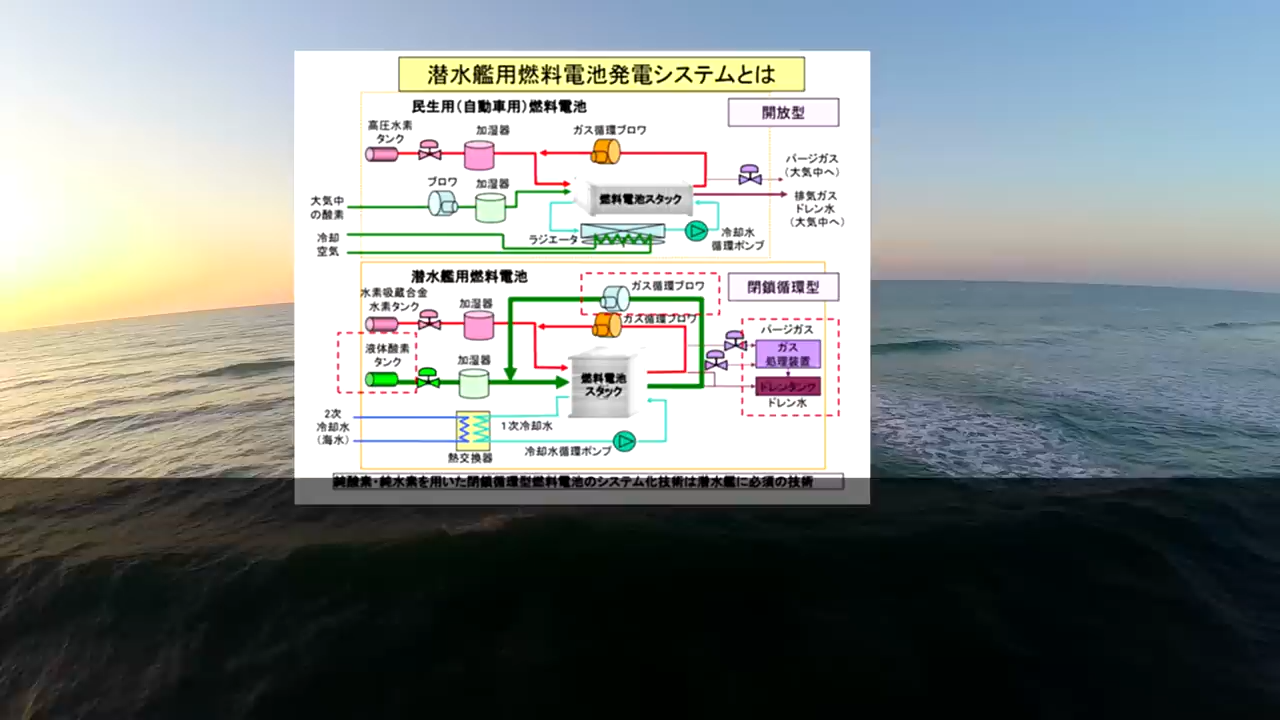 潜水艦用燃料電池発電システムとは
民生用(自動車用)燃料電池
開放型
高圧水素
タンク
加湿器
ガス循環ブロワ
パージガス
(大気中へ)
ブロワ
加湿器
大気中
の酸素
燃料電池スタック
排気ガス
ドレン水
(大気中へ)
冷却
空気
ラジエータ
冷却水
循環ポンプ
潜水艦用燃料電池
閉鎖循環型
水素吸蔵合金
水素タンク
加湿器
ガス循環ブロワ
ガス循環ブロワ
パージガス
液体酸素
タンク
加湿器
燃料電池
スタック
ガス
処理装置
ドレンタンク
ドレン水
2次
冷却水
(海水)
1次冷却水
熱交換器
冷却水循環ポンプ
純酸素・純水素を用いた閉鎖循環型燃料電池のシステム化技術は潜水艦に必須の技術